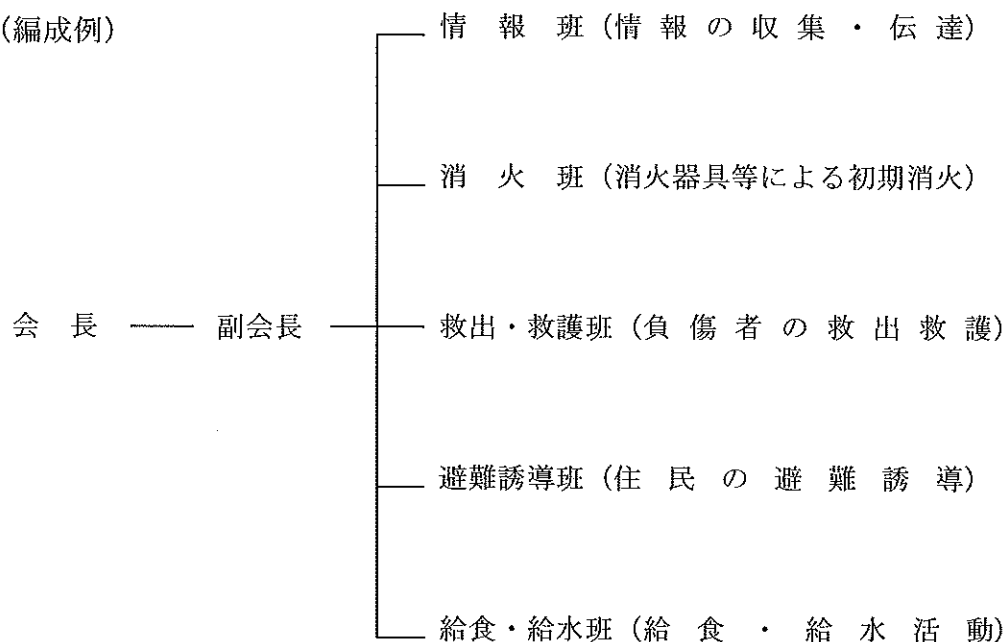 (編成例)
情報班(情報の収集・伝達)
消火班(消火器具等による初期消火)
会長 副会長 救出・救護班(負傷者の救出救護)
避難誘導班(住民の避難誘導)
給食・給水班(給食・給水活動)